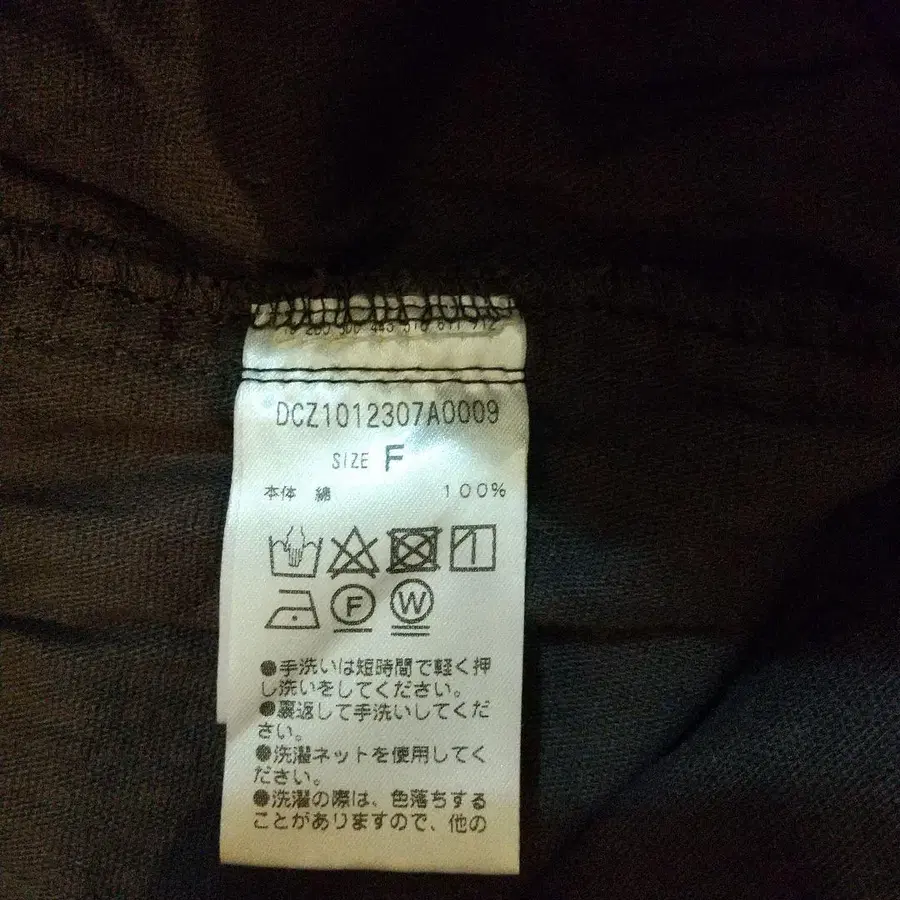 DCZ1012307A0009
SIZE F
本体 綿 100%
F W
●手洗いは短時間で軽く押
し洗いをしてください。
●裏返して手洗いしてくだ
さい。
●洗濯ネットを使用してく
ださい。
●洗濯の際は、色落ちする
ことがありますので、他の